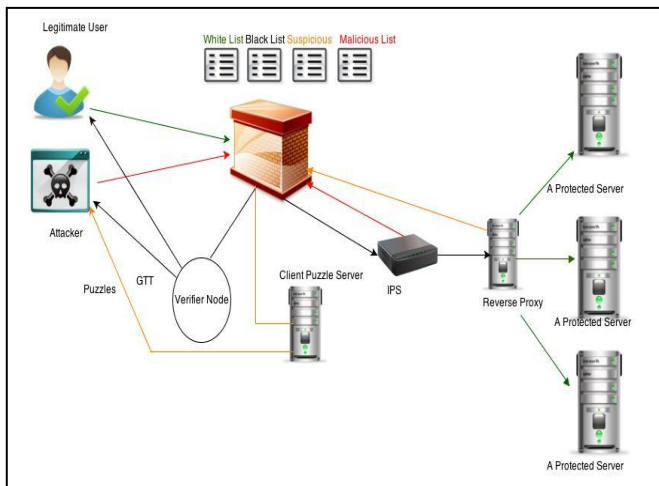 Legitimate User
White List Black List Suspicious Malicious List
A Protected Server
Attacker
Puzzles
GTT
Verifier Node
Client Puzzle Server
IPS
Reverse Proxy
A Protected Server
A Protected Server